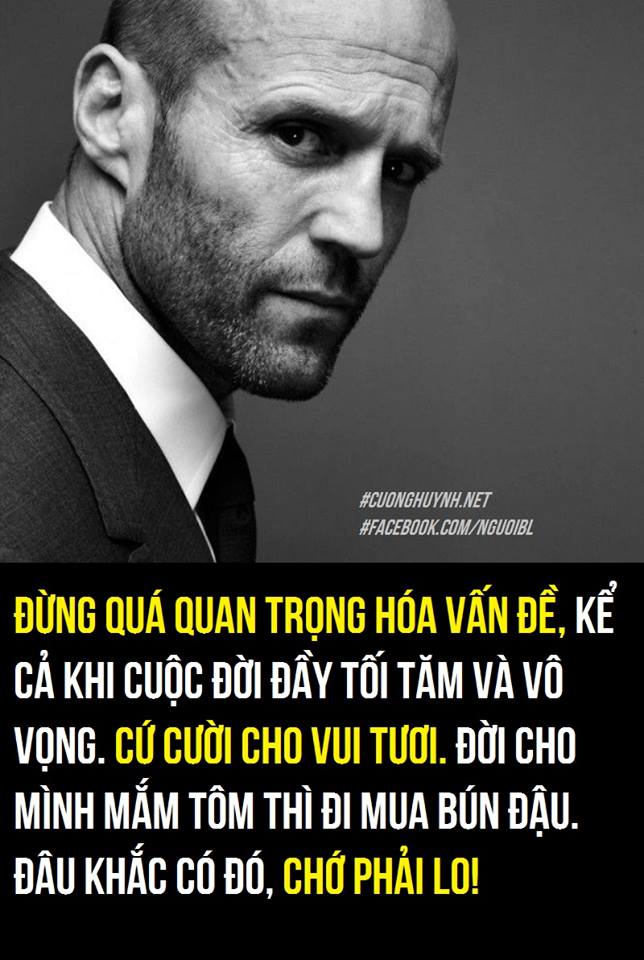 #CUONGHUYNH.NET
#FACEBOOK.COM/NGUOIBL
ĐỪNG QUÁ QUAN TRỌNG HÓA VẤN ĐỀ, KỂ
CẢ KHI CUỘC ĐỜI ĐẦY TỐI TĂM VÀ VÔ
VỌNG. CỨ CƯỜI CHO VUI TƯƠI. ĐỜI CHO
MÌNH MẮM TÔM THÌ ĐI MUA BÚN ĐẬU.
ĐÂU KHẮC CÓ ĐÓ, CHỚ PHẢI LO!